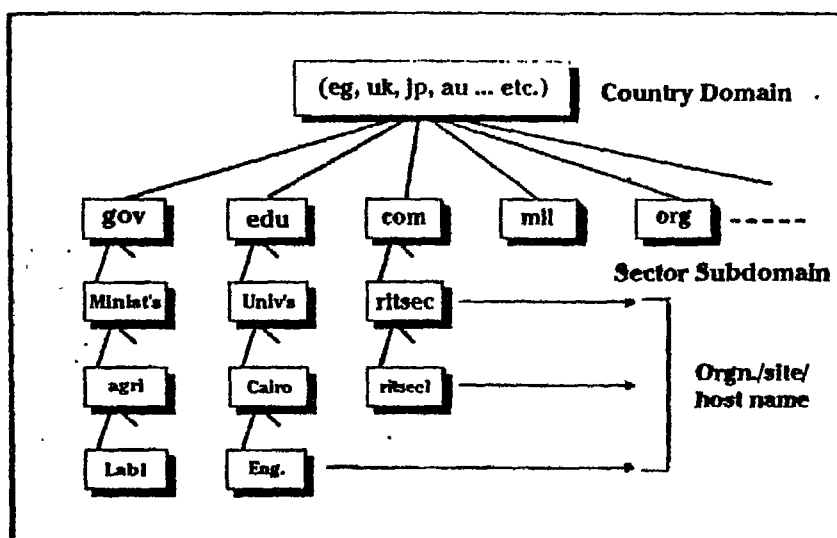 (eg, uk, jp, au ... etc.)
Country Domain
gov
edu
com
mil
org
Sector Subdomain
Minist's
Univ's
ritsec
agri
Cairo
ritsec1
Orgn./site/
host name
Lab1
Eng.